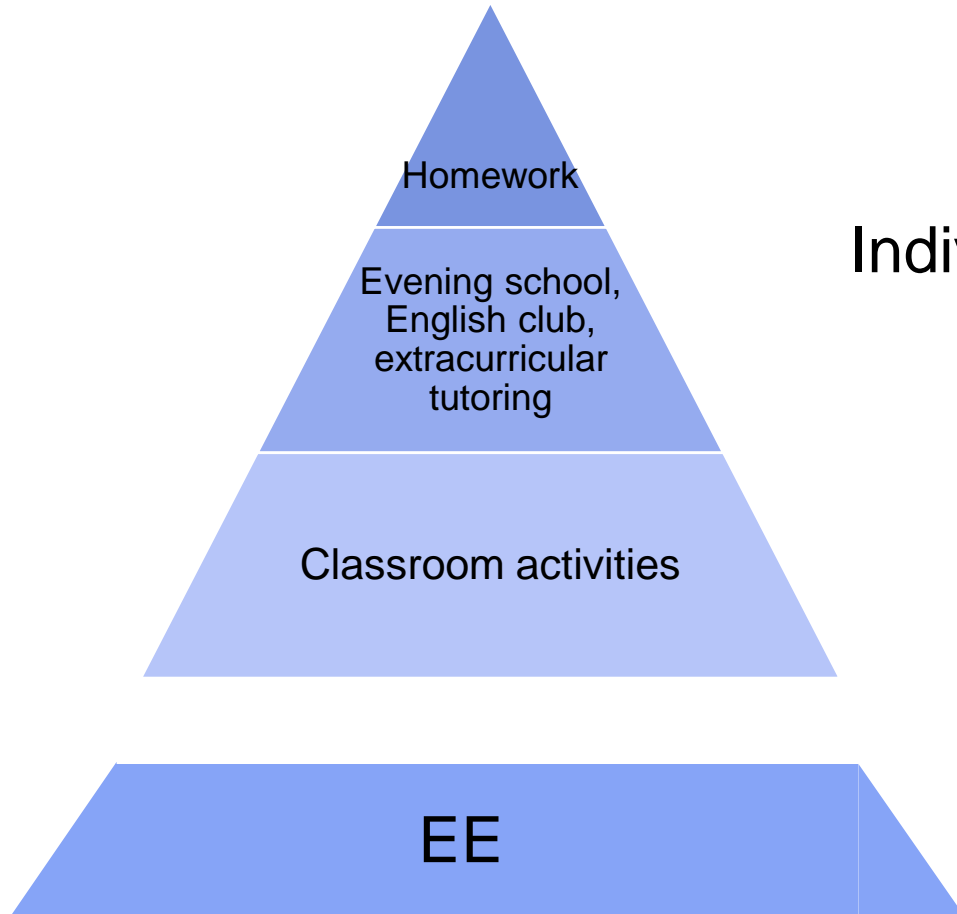 Homework
Evening school,
English club,
extracurricular
tutoring
Classroom activities
EE